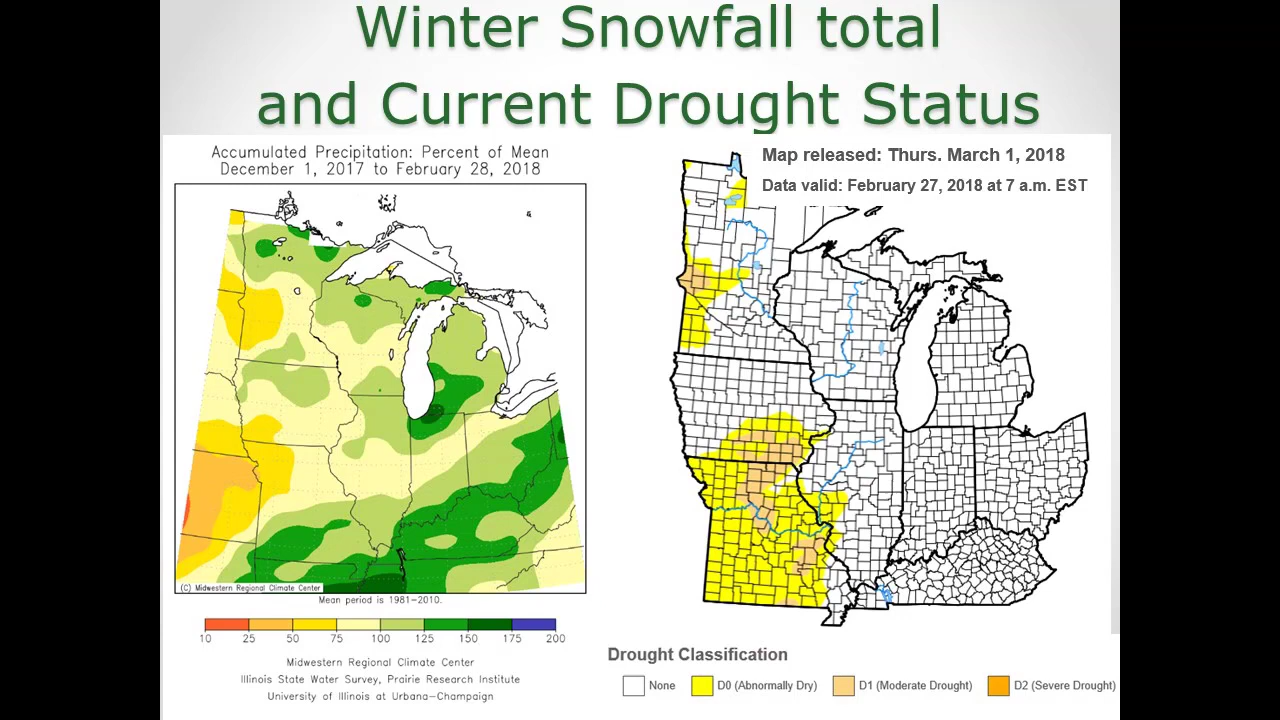 Winter Snowfall total
and Current Drought Status
Accumulated Precipitation: Percent of Mean
December 1, 2017 to February 28, 2018
(C) Midwestern Regional Climate Center
Mean period is 1981-2010.
10 25 50 75 100 125 150 175 200
Midwestern Regional Climate Center
Illinois State Water Survey, Prairie Research Institute
University of Illinois at Urbana-Champaign
Map released: Thurs. March 1, 2018
Data valid: February 27, 2018 at 7 a.m. EST
Drought Classification
None D0 (Abnormally Dry) D1 (Moderate Drought) D2 (Severe Drought)